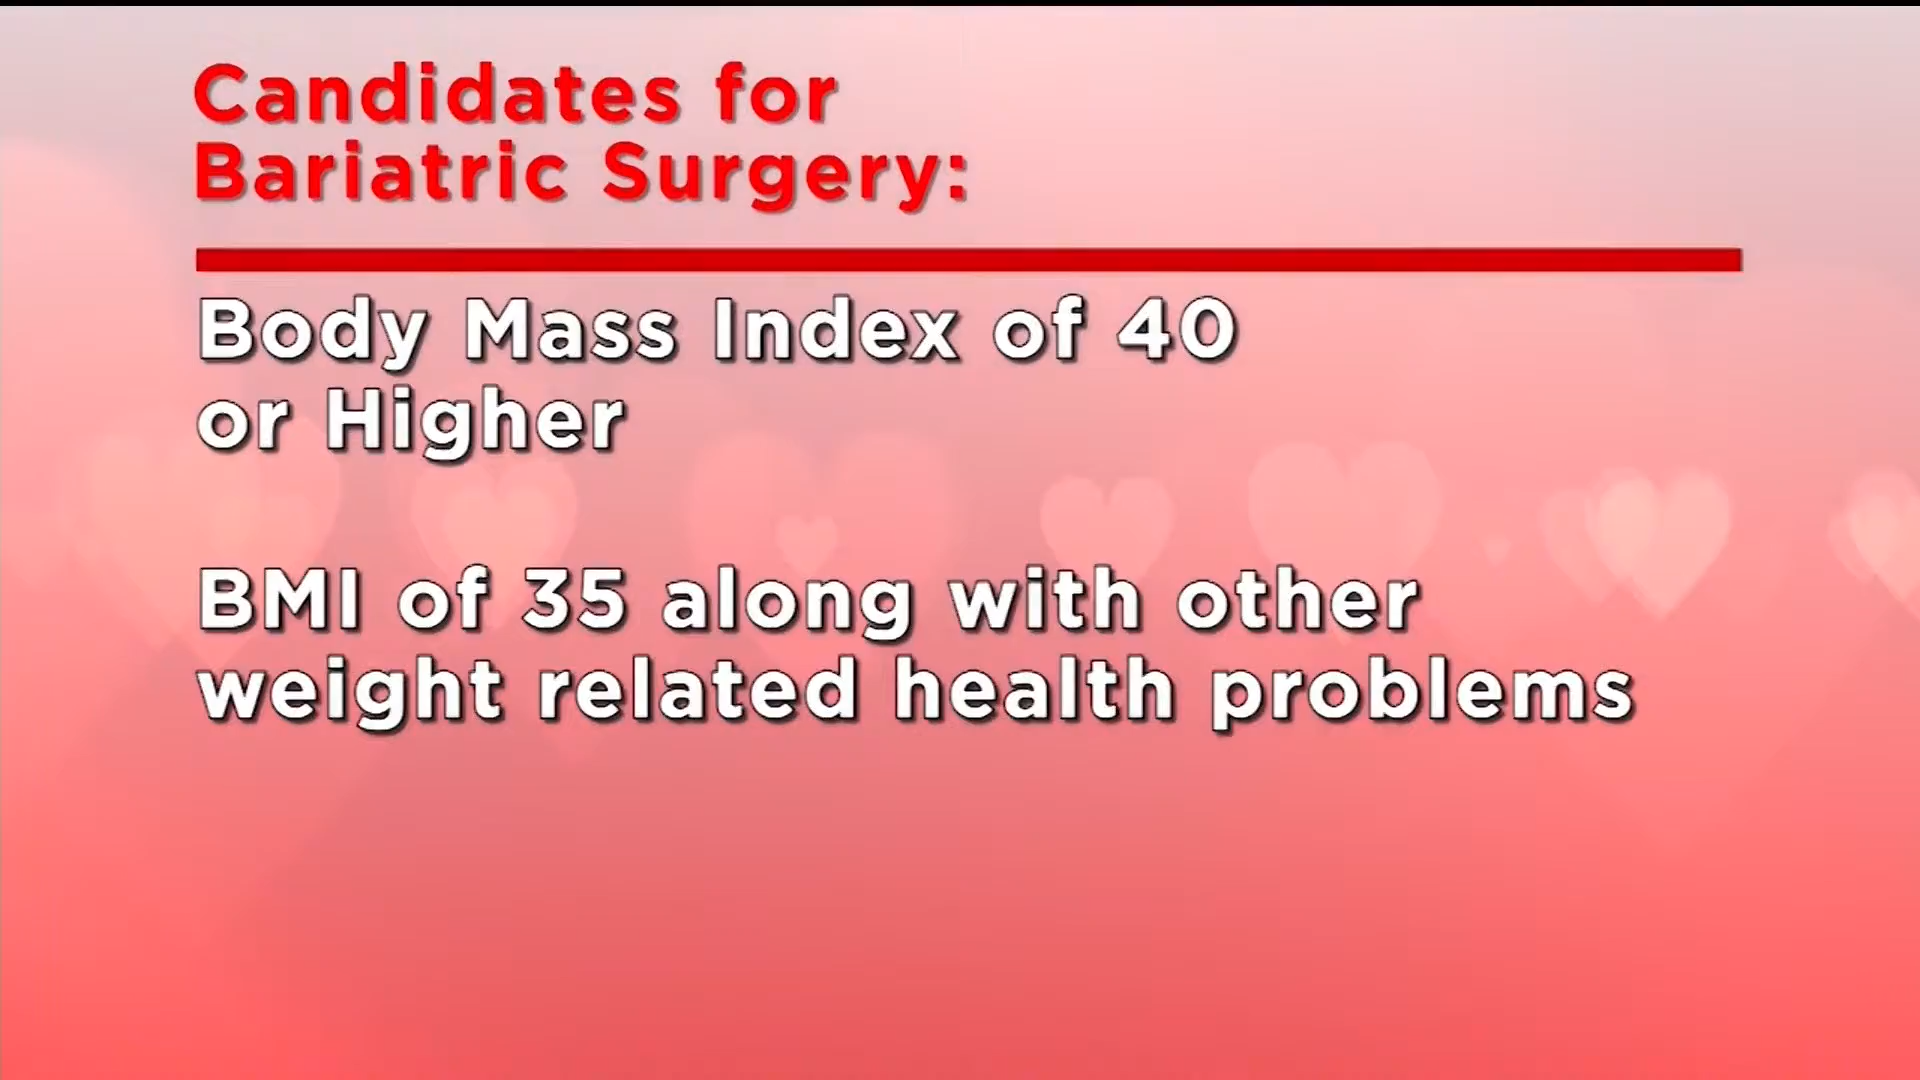 Candidates for
Bariatric Surgery:
Body Mass Index of 40
or Higher
BMI of 35 along with other
weight related health problems